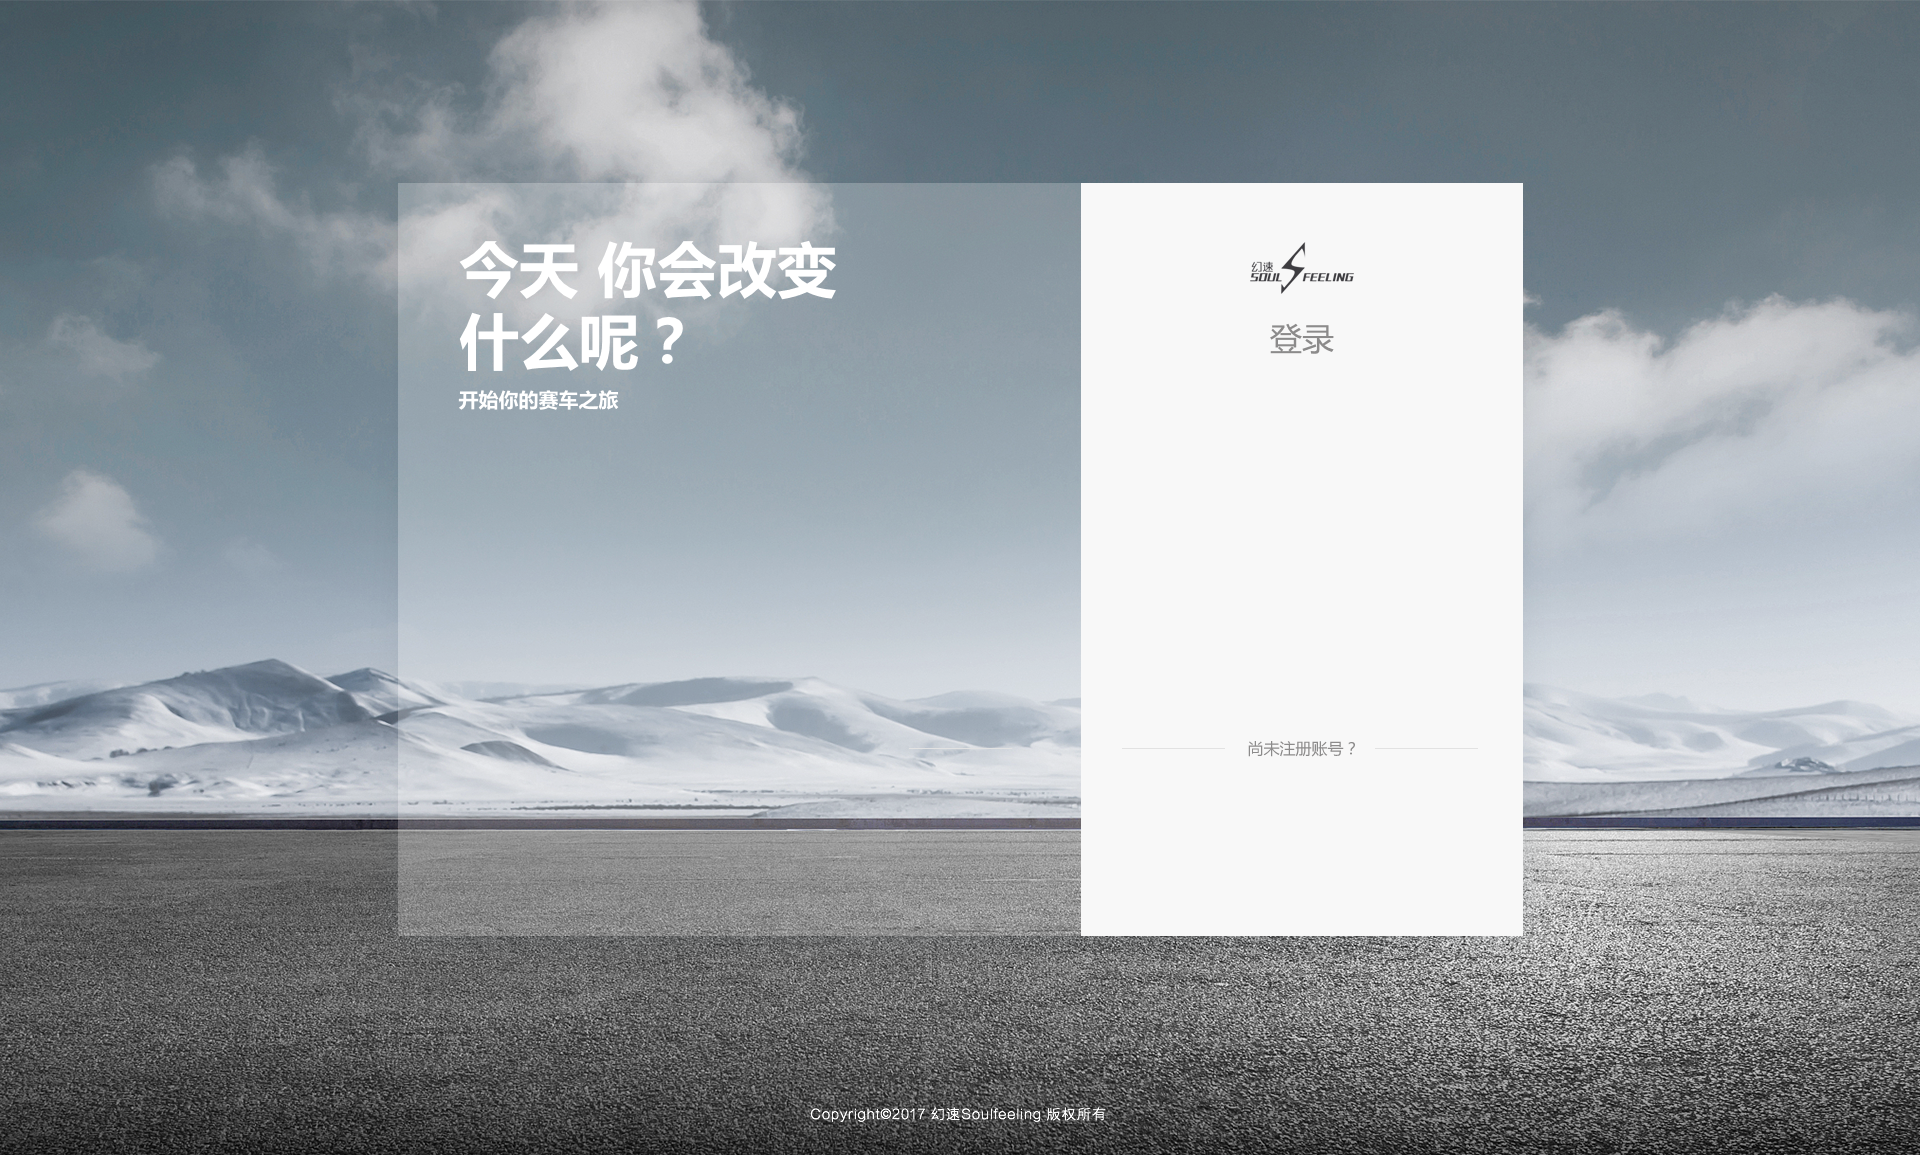 今天 你会改变
什么呢？
开始你的赛车之旅
幻速
SOUL FEELING
登录
尚未注册账号？
Copyright©2017 幻速Soulfeeling 版权所有